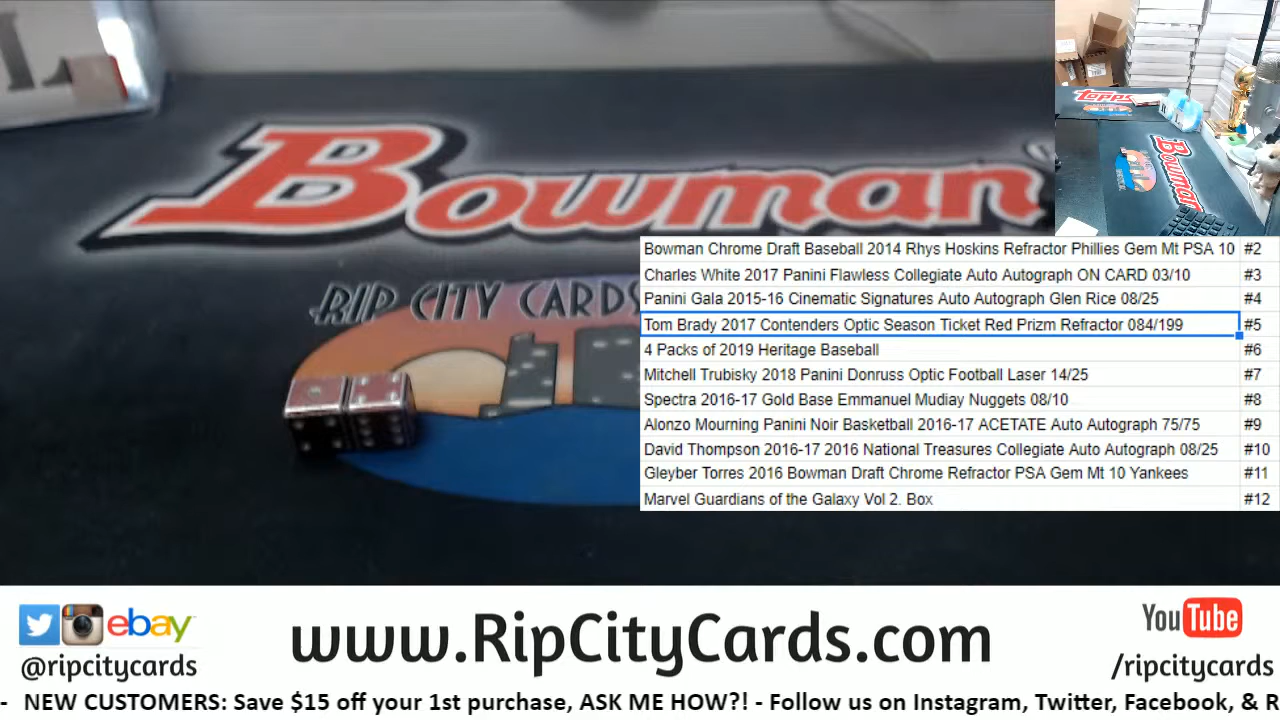 Bowman
RIP CITY CARDS
Topps
Bowman
Bowman Chrome Draft Baseball 2014 Rhys Hoskins Refractor Phillies Gem Mt PSA 10 #2
Charles White 2017 Panini Flawless Collegiate Auto Autograph ON CARD 03/10 #3
Panini Gala 2015-16 Cinematic Signatures Auto Autograph Glen Rice 08/25 #4
Tom Brady 2017 Contenders Optic Season Ticket Red Prizm Refractor 084/199 #5
4 Packs of 2019 Heritage Baseball #6
Mitchell Trubisky 2018 Panini Donruss Optic Football Laser 14/25 #7
Spectra 2016-17 Gold Base Emmanuel Mudiay Nuggets 08/10 #8
Alonzo Mourning Panini Noir Basketball 2016-17 ACETATE Auto Autograph 75/75 #9
David Thompson 2016-17 2016 National Treasures Collegiate Auto Autograph 08/25 #10
Gleyber Torres 2016 Bowman Draft Chrome Refractor PSA Gem Mt 10 Yankees #11
Marvel Guardians of the Galaxy Vol 2. Box #12
ebay
@ripcitycards
www.RipCityCards.com
YouTube
/ripcitycards
- NEW CUSTOMERS: Save $15 off your 1st purchase, ASK ME HOW?! - Follow us on Instagram, Twitter, Facebook, & R